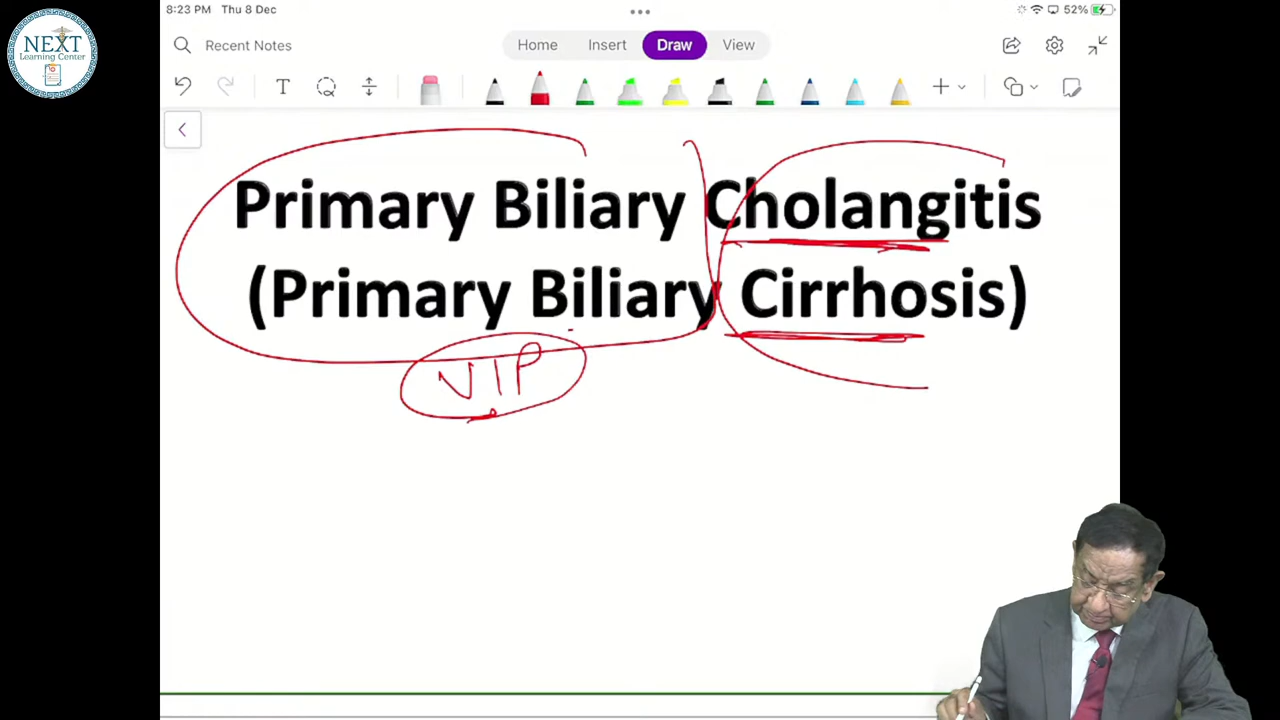 8:23 PM Thu 8 Dec
52%
NEXT
Learning Center
Recent Notes
Home Insert Draw View
T
Primary Biliary Cholangitis
(Primary Biliary Cirrhosis)
VIP